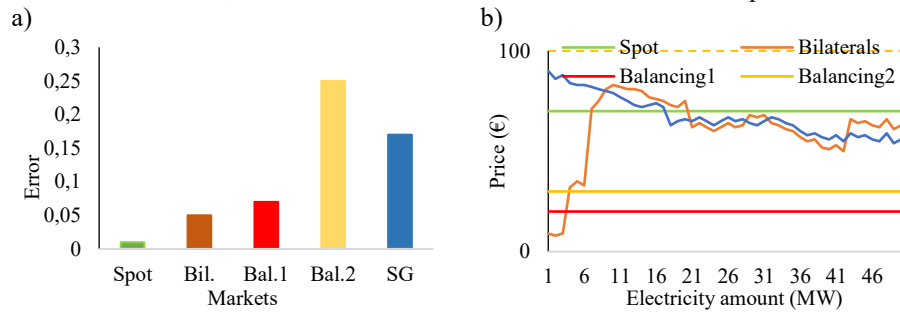 a)
0,3
0,25
0,2
0,15
0,1
0,05
0
Error
Spot Bil. Bal.1 Bal.2 SG
Markets
b)
Spot Bilaterals
Balancing1 Balancing2
100
0
Price (€)
1 6 11 16 21 26 31 36 41 46
Electricity amount (MW)